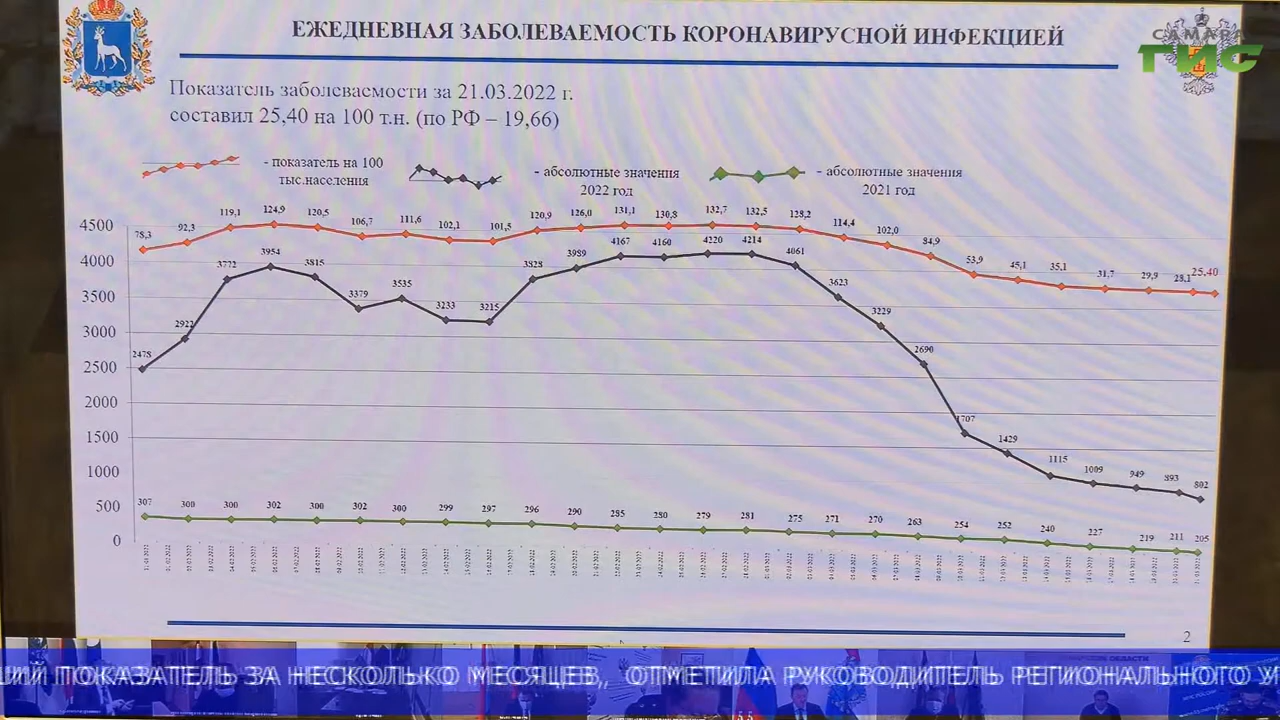 ЕЖЕДНЕВНАЯ ЗАБОЛЕВАЕМОСТЬ КОРОНАВИРУСНОЙ ИНФЕКЦИЕЙ
САМАРА
ГИС
Показатель заболеваемости за 21.03.2022 г.
составил 25,40 на 100 т.н. (по РФ – 19,66)
- показатель на 100
тыс.населения
- абсолютные значения
2022 год
- абсолютные значения
2021 год
78,3 92,3 119,1 124,9 120,5 106,7 111,6 102,1 101,5 120,9 126,0 131,1 130,8 132,7 132,5 128,2 114,4 102,0 84,9 53,9 45,1 35,1 31,7 29,9 28,1 25,40
2478 2922 3772 3954 3815 3379 3535 3233 3215 3828 3989 4167 4160 4220 4214 4061 3623 3229 2690 1707 1429 1115 1009 949 893 802
307 300 300 302 300 302 300 299 297 296 290 285 280 279 281 275 271 270 263 254 252 240 227 219 211 205
4500
4000
3500
3000
2500
2000
1500
1000
500
0
2
ПОКАЗАТЕЛЬ ЗА НЕСКОЛЬКО МЕСЯЦЕВ, ОТМЕТИЛА РУКОВОДИТЕЛЬ РЕГИОНАЛЬНОГО